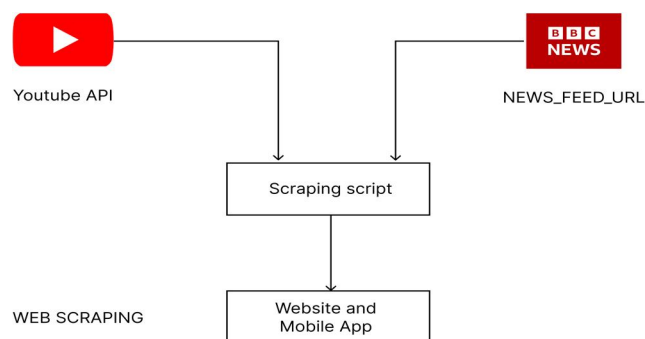 BBC
NEWS
Youtube API
NEWS_FEED_URL
Scraping script
WEB SCRAPING
Website and
Mobile App